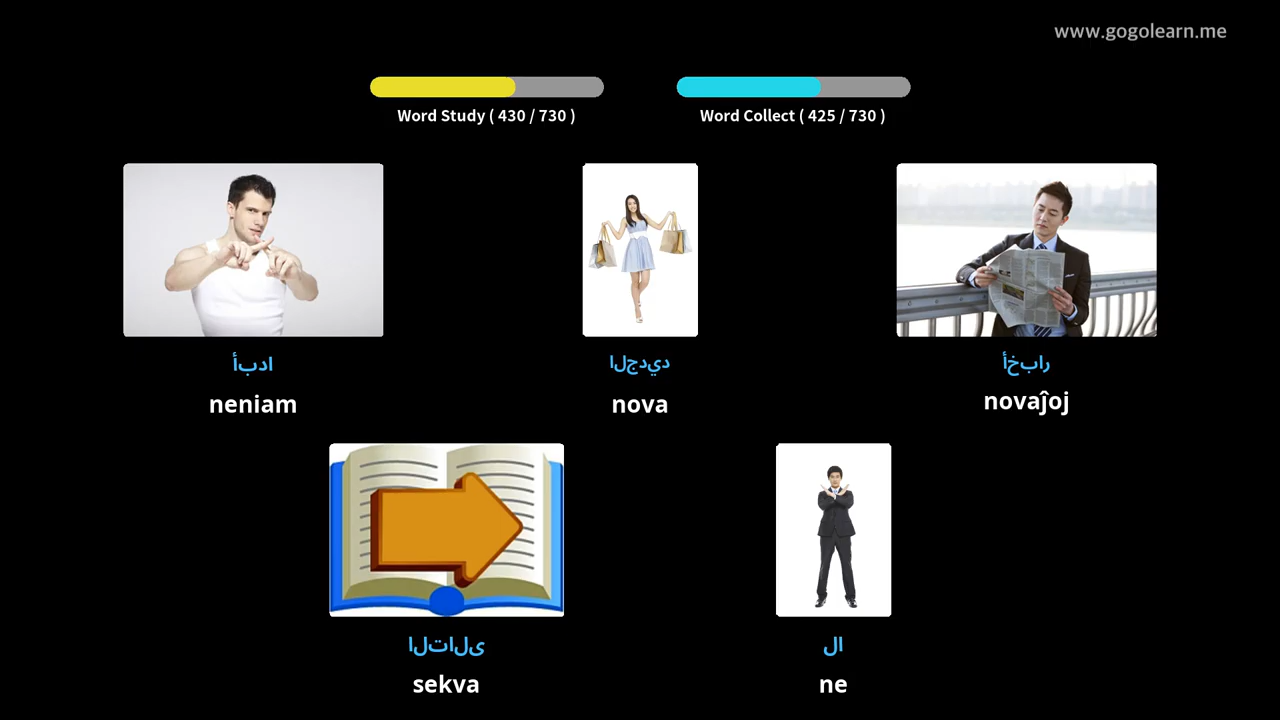 www.gogolearn.me
Word Study ( 430 / 730 )
Word Collect ( 425 / 730 )
أبدا
الجديد
أخبار
neniam
nova
novaĵoj
التالى
لا
sekva
ne